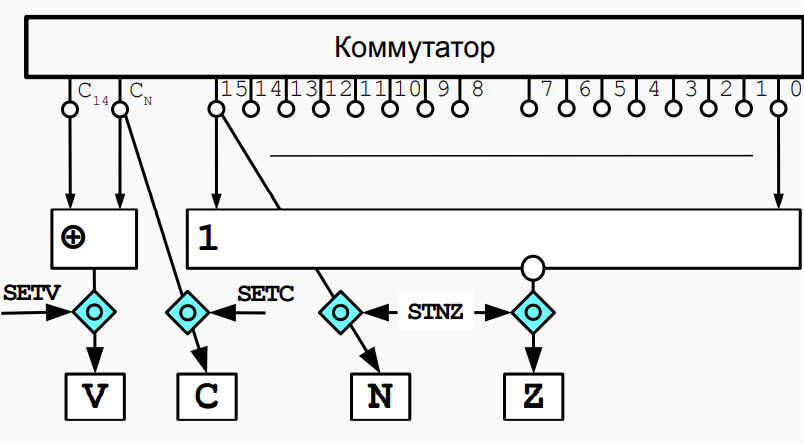 Коммутатор
C14 CN 15 14 13 12 11 10 9 8 7 6 5 4 3 2 1 0
⊕ 1
SETV SETC STNZ
V C N Z